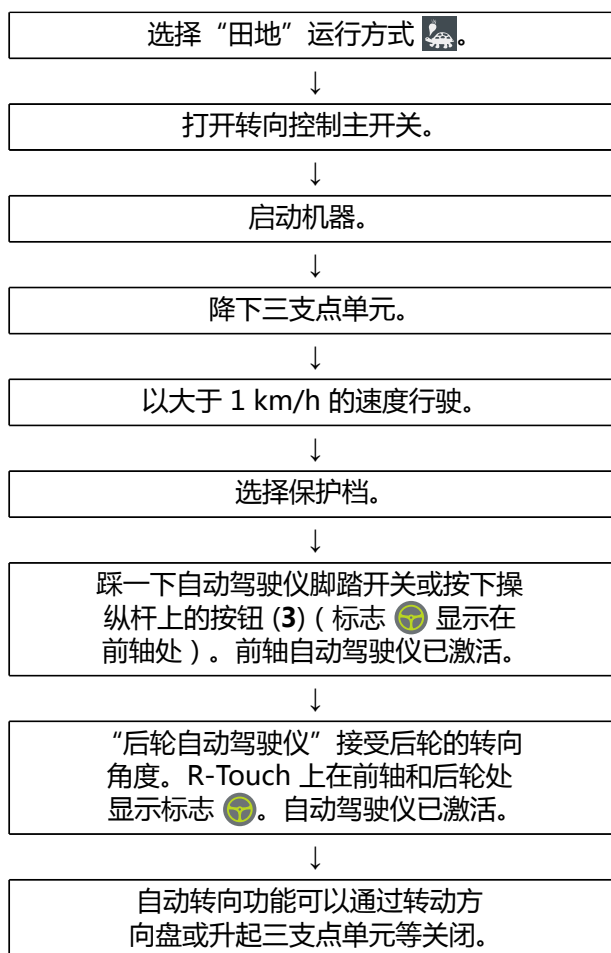 选择“田地”运行方式 。
↓
打开转向控制主开关。
↓
启动机器。
↓
降下三支点单元。
↓
以大于 1 km/h 的速度行驶。
↓
选择保护档。
↓
踩一下自动驾驶仪脚踏开关或按下操
纵杆上的按钮 (3)（标志 显示在
前轴处）。前轴自动驾驶仪已激活。
↓
“后轮自动驾驶仪”接受后轮的转向
角度。R-Touch 上在前轴和后轮处
显示标志 。自动驾驶仪已激活。
↓
自动转向功能可以通过转动方
向盘或升起三支点单元等关闭。